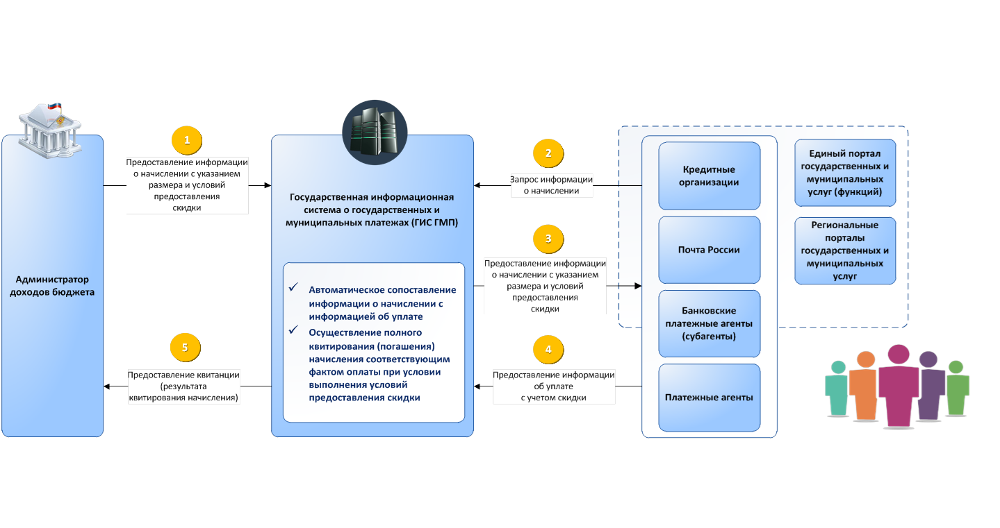 Администратор
доходов бюджета
1
Предоставление информации
о начислении с указанием
размера и условий
предоставления
скидки
5
Предоставление квитанции
(результата
квитирования начисления)
Государственная информационная
система о государственных и
муниципальных платежах (ГИС ГМП)
Автоматическое сопоставление
информации о начислении с
информацией об уплате
Осуществление полного
квитирования (погашения)
начисления соответствующим
фактом оплаты при условии
выполнения условий
предоставления скидки
2
Запрос информации
о начислении
3
Предоставление информации
о начислении с указанием
размера и условий
предоставления
скидки
4
Предоставление информации
об уплате
с учетом скидки
Кредитные
организации
Почта России
Банковские
платежные агенты
(субагенты)
Платежные агенты
Единый портал
государственных и
муниципальных
услуг (функций)
Региональные
порталы
государственных и
муниципальных
услуг